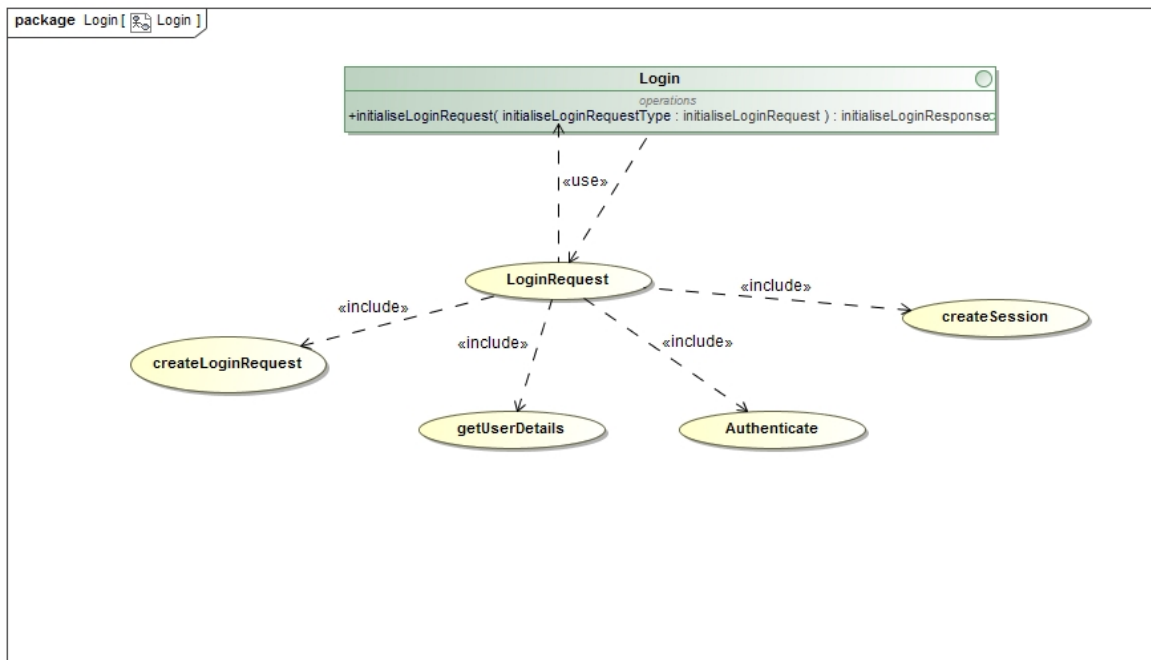 package Login [ Login ]
Login
operations
+initialiseLoginRequest( initialiseLoginRequestType : initialiseLoginRequest ) : initialiseLoginResponse
«use»
LoginRequest
«include»
«include»
createSession
«include»
«include»
createLoginRequest
getUserDetails
Authenticate